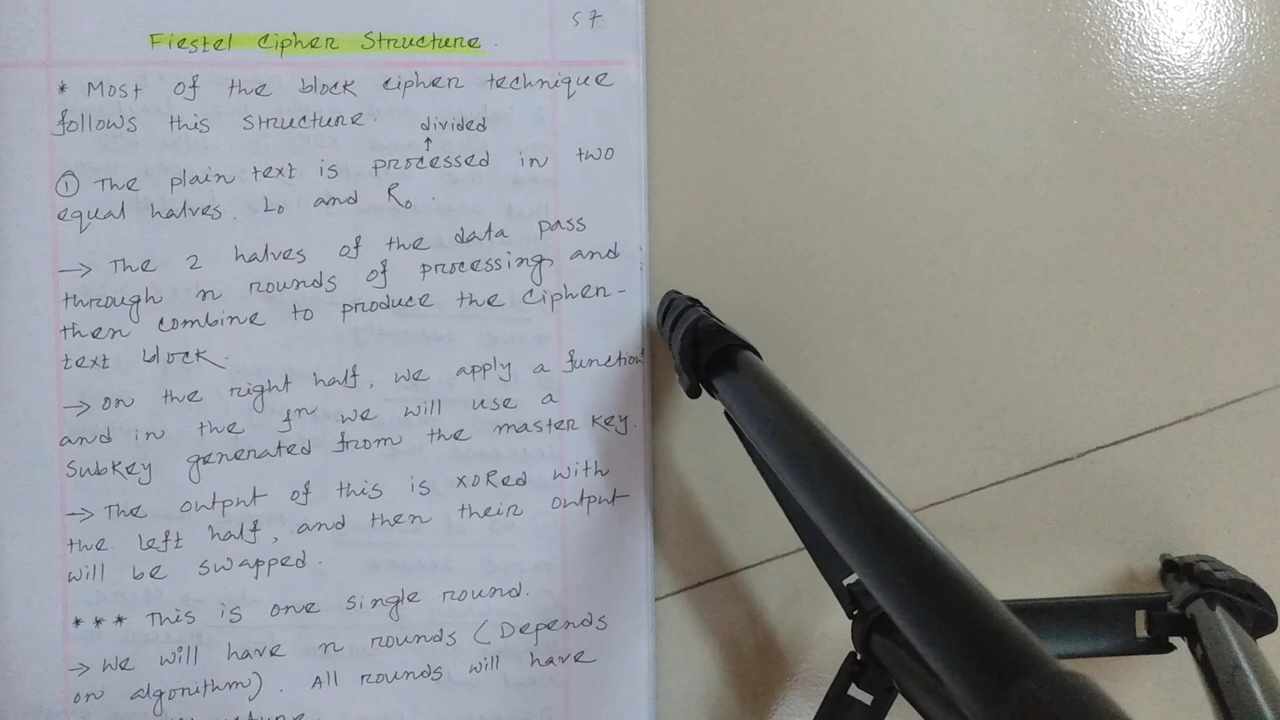 57
Fiestel Cipher Structure.
* Most of the block cipher technique
follows this structure.
divided
↑
① The plain text is processed in two
equal halves. L₀ and R₀.
→ The 2 halves of the data pass
through n rounds of processing and
then combine to produce the cipher-
text block.
→ on the right half, we apply a function
and in the fⁿ we will use a
subkey generated from the master key.
→ The output of this is XORed with
the left half, and then their output
will be swapped.
*** This is one single round.
→ We will have n rounds (Depends
on algorithm). All rounds will have